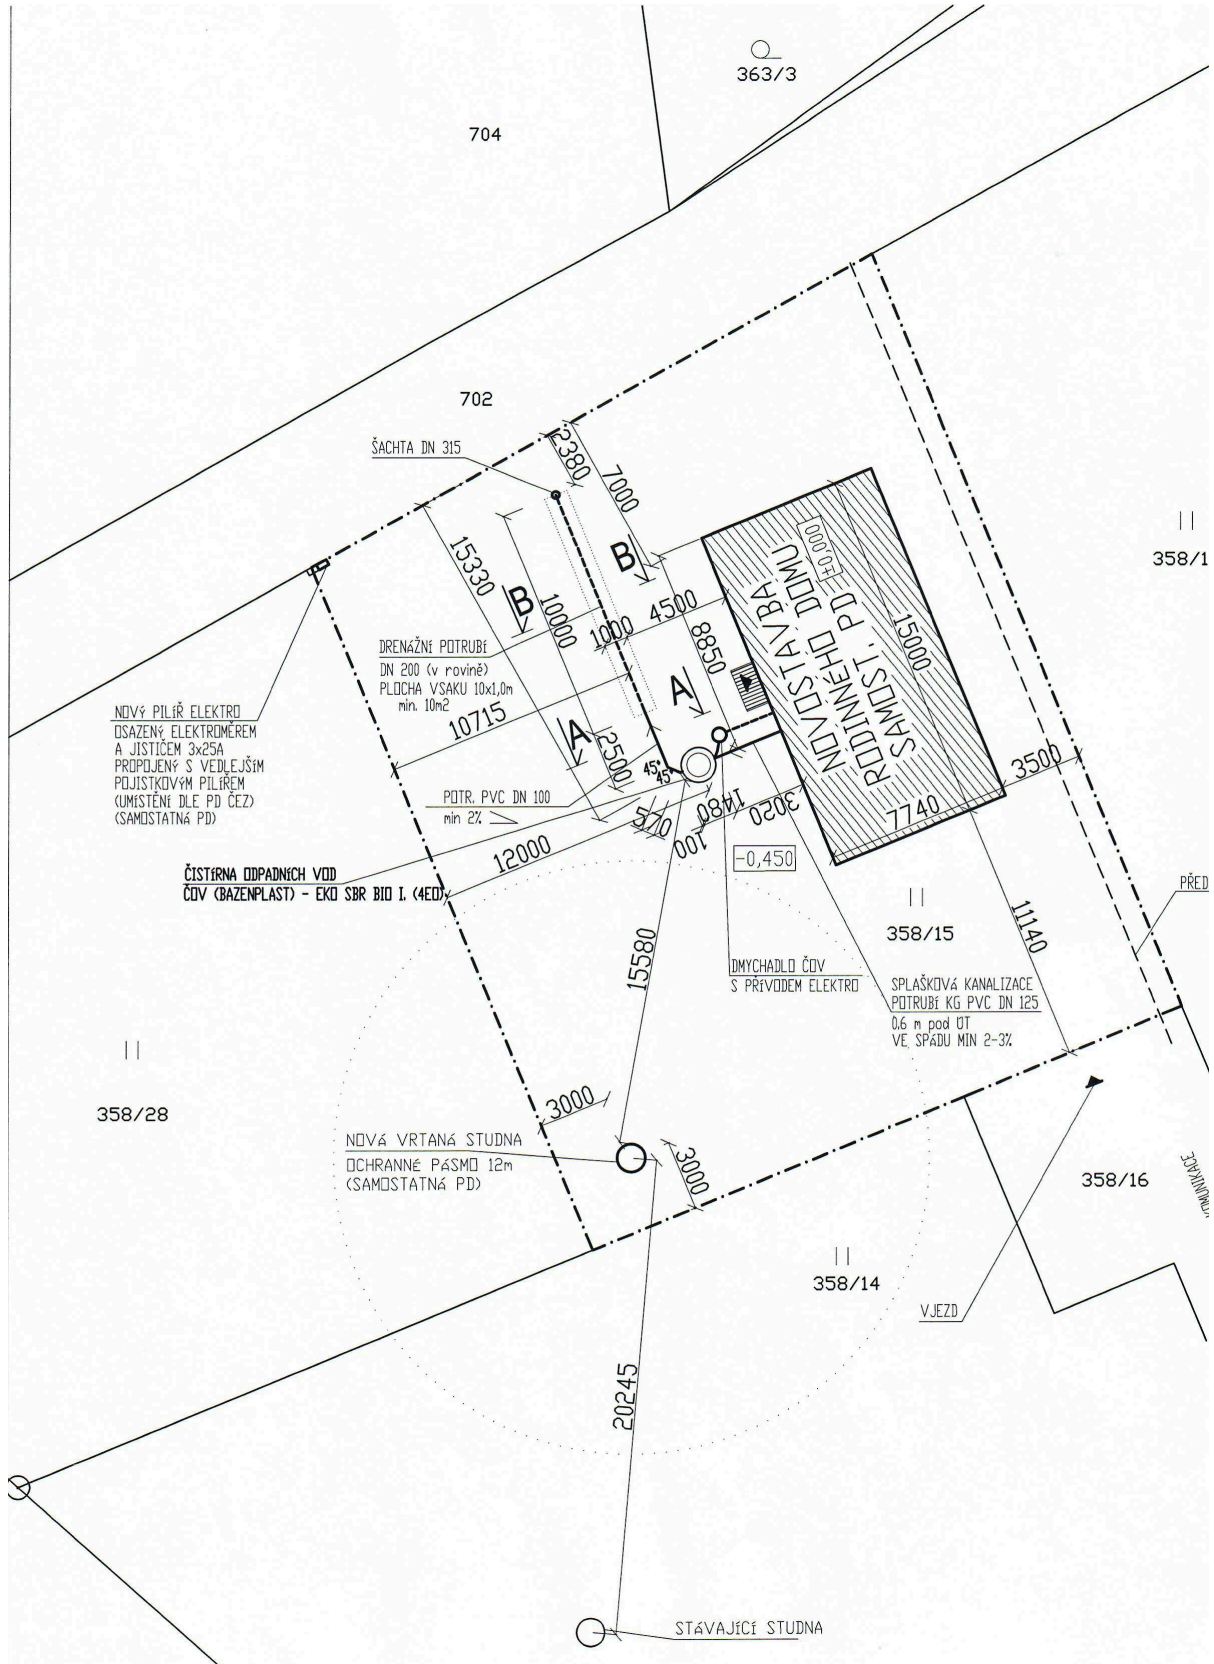 363/3
704
702
ŠACHTA DN 315
2380
7000
358/1
15330
B
B
10000
4500
1000
8850
NOVOSTAVBA
RODINNÉHO DOMU
SAMOST. PD
±0,000
15000
DRENÁŽNÍ POTRUBÍ
DN 200 (v rovině)
PLOCHA VSAKU 10x1,0m
min. 10m2
A
A
10715
NOVÝ PILÍŘ ELEKTRO
OSAZENÝ ELEKTROMĚREM
A JISTIČEM 3x25A
PROPOJENÝ S VEDLEJŠÍM
POJISTKOVÝM PILÍŘEM
(UMÍSTĚNÍ DLE PD ČEZ)
(SAMOSTATNÁ PD)
2500
45°
45°
3500
POTR. PVC DN 100
min 2%
570
1480
3020
7740
100
12000
-0,450
ČISTÍRNA ODPADNÍCH VOD
ČOV (BAZENPLAST) - EKO SBR BIO I. (4EO)
PŘED
358/15
11140
15580
DMYCHADLO ČOV
S PŘÍVODEM ELEKTRO
SPLAŠKOVÁ KANALIZACE
POTRUBÍ KG PVC DN 125
0,6 m pod ÚT
VE SPÁDU MIN 2-3%
358/28
3000
NOVÁ VRTANÁ STUDNA
OCHRANNÉ PÁSMO 12m
(SAMOSTATNÁ PD)
3000
358/16
KOMUNIKACE
358/14
VJEZD
20245
STÁVAJÍCÍ STUDNA